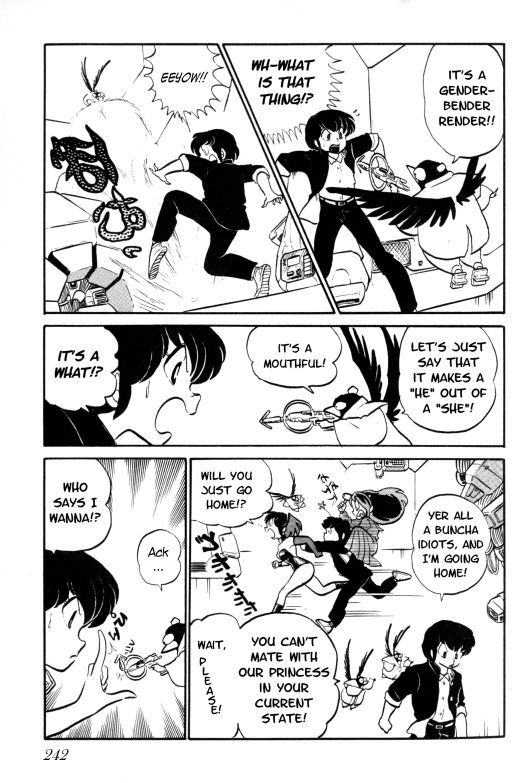 IT'S A
GENDER-
BENDER
RENDER!!
WH-WHAT
IS THAT
THING!?
EEYOW!!
LET'S JUST
SAY THAT
IT MAKES A
"HE" OUT OF
A "SHE"!
IT'S A
MOUTHFUL!
IT'S A
WHAT!?
YER ALL
A BUNCHA
IDIOTS, AND
I'M GOING
HOME!
WILL YOU
JUST GO
HOME!?
YOU CAN'T
MATE WITH
OUR PRINCESS
IN YOUR
CURRENT
STATE!
WAIT,
PLEASE!
WHO
SAYS I
WANNA!?
Ack
...
242